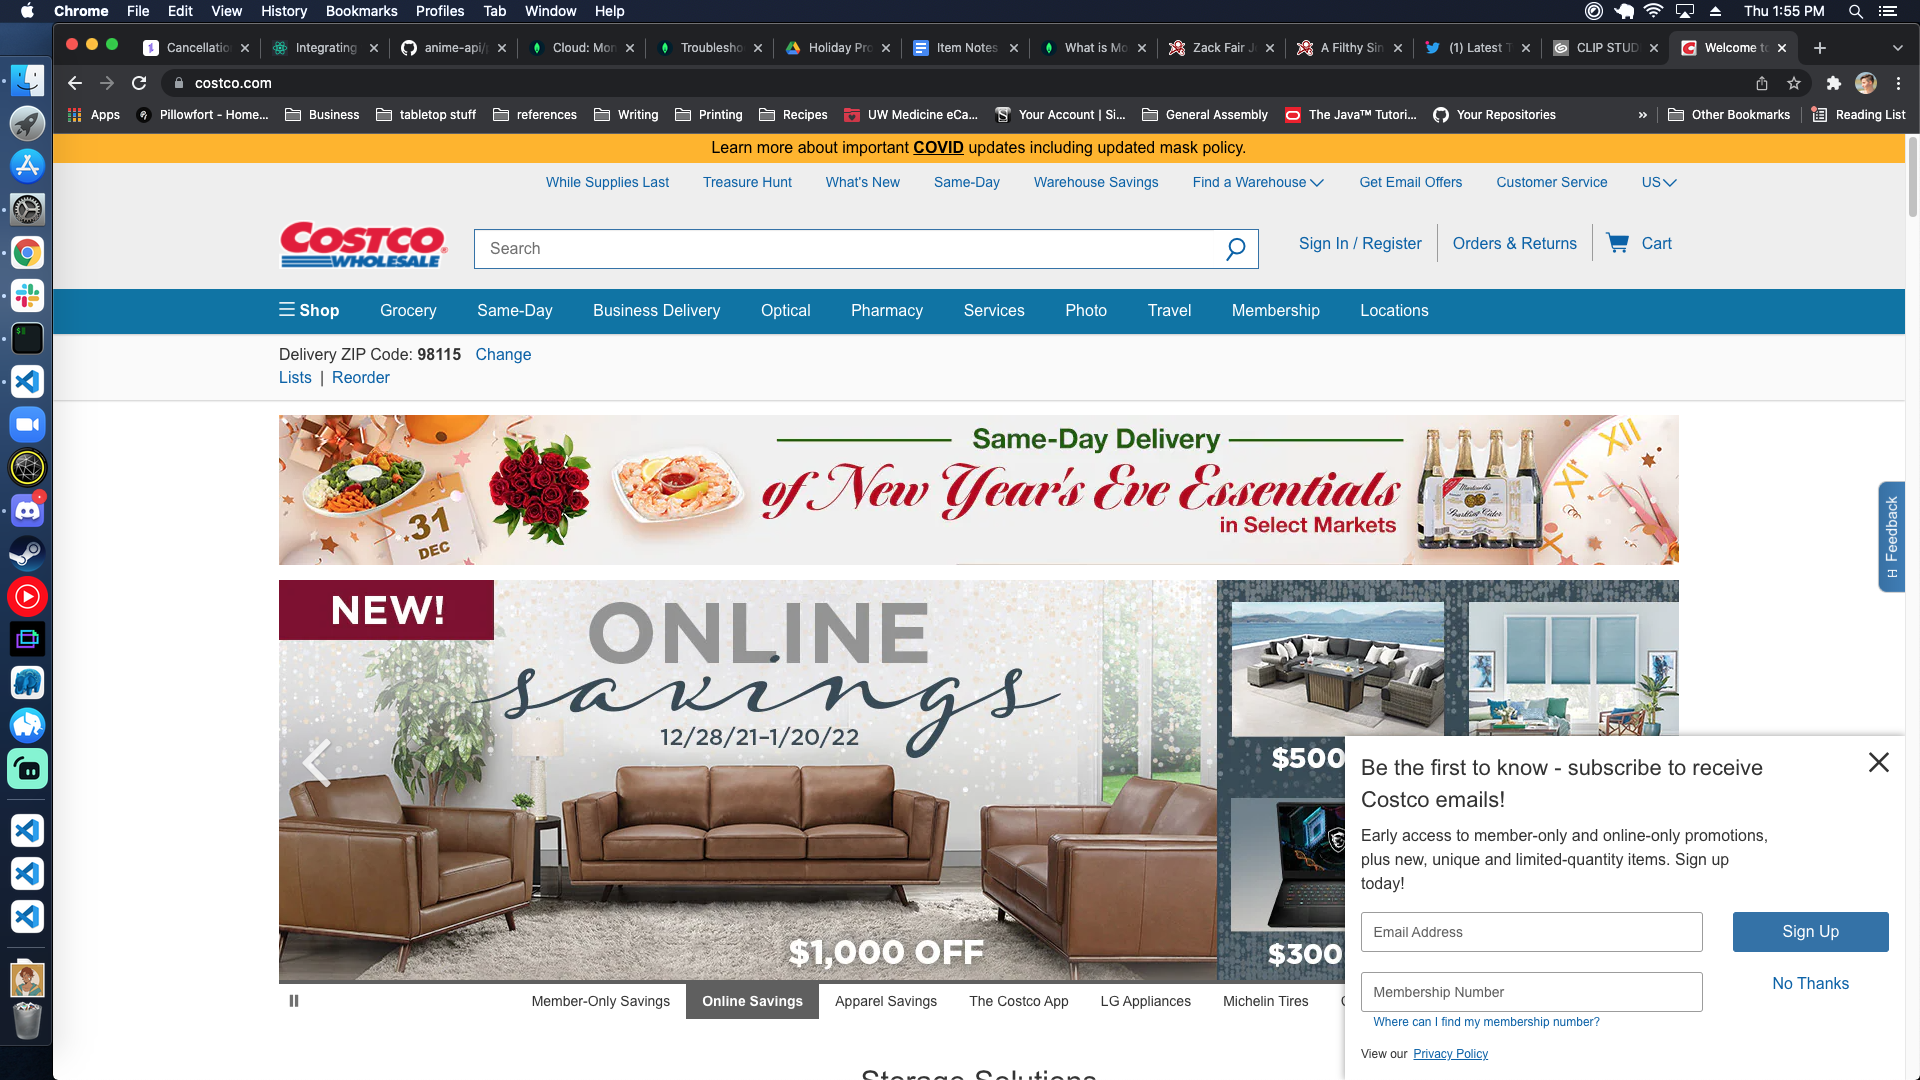 Chrome File Edit View History Bookmarks Profiles Tab Window Help Thu 1:55 PM
Cancellatio Integrating anime-api/ Cloud: Mon Troublesho Holiday Pro Item Notes What is Mo Zack Fair J A Filthy Sin (1) Latest T CLIP STUD Welcome to
costco.com
Apps Pillowfort - Home... Business tabletop stuff references Writing Printing Recipes UW Medicine eCa... Your Account | Si... General Assembly The Java™ Tutori... Your Repositories » Other Bookmarks Reading List
Learn more about important COVID updates including updated mask policy.
While Supplies Last Treasure Hunt What's New Same-Day Warehouse Savings Find a Warehouse Get Email Offers Customer Service US
COSTCO
WHOLESALE
Search
Sign In / Register Orders & Returns Cart
Shop Grocery Same-Day Business Delivery Optical Pharmacy Services Photo Travel Membership Locations
Delivery ZIP Code: 98115 Change
Lists | Reorder
Same-Day Delivery
of New Year's Eve Essentials
in Select Markets
31
DEC
XII
XI
X
Martinelli's
Sparkling Cider
Feedback
NEW!
ONLINE
savings
12/28/21–1/20/22
$1,000 OFF
$500
$300
Be the first to know - subscribe to receive
Costco emails!
Early access to member-only and online-only promotions,
plus new, unique and limited-quantity items. Sign up
today!
Email Address
Sign Up
Membership Number
No Thanks
Where can I find my membership number?
View our Privacy Policy
Member-Only Savings Online Savings Apparel Savings The Costco App LG Appliances Michelin Tires
Storage Solutions